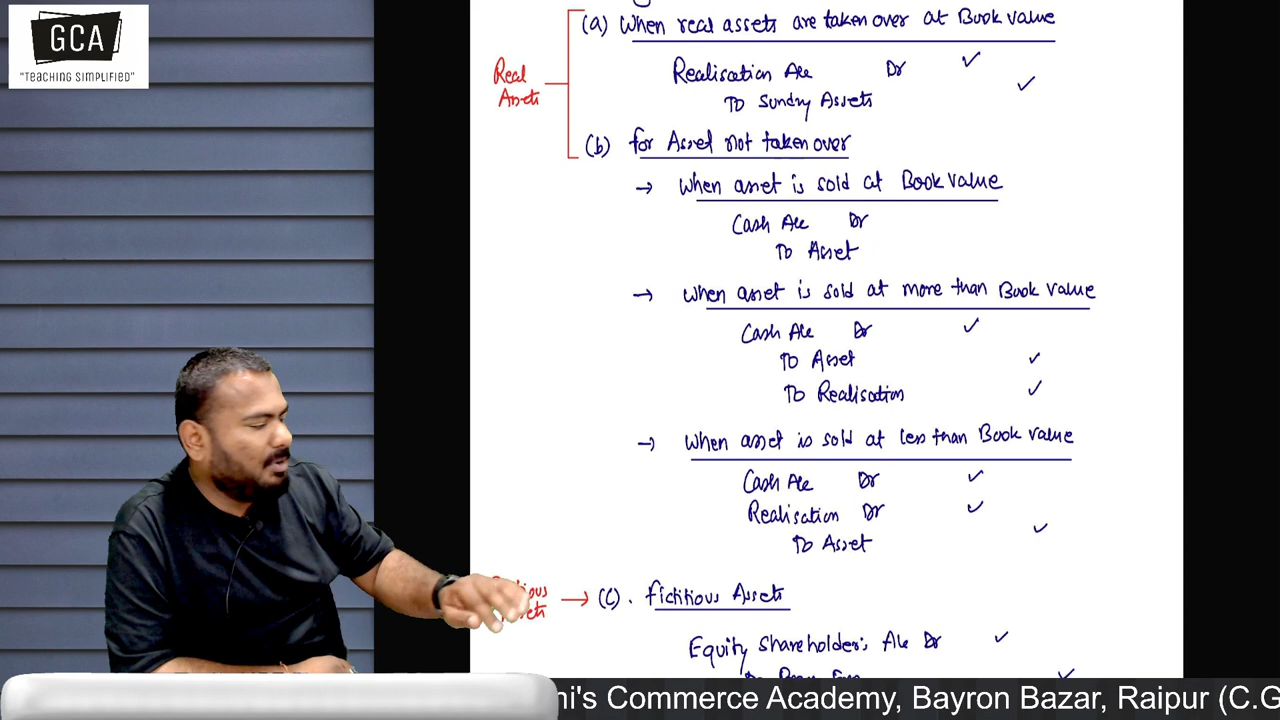 GCA
"TEACHING SIMPLIFIED"
(a) When real assets are taken over at Book value
Real
Assets
Realisation A/c Dr ✓
To Sundry Assets ✓
(b) for Asset not taken over
→ When asset is sold at Book value
Cash A/c Dr
To Asset
→ When asset is sold at more than Book value
Cash A/c Dr ✓
To Asset ✓
To Realisation ✓
→ When asset is sold at less than Book value
Cash A/c Dr ✓
Realisation Dr ✓
To Asset ✓
→ (C). fictitious Assets
Equity Shareholders A/c Dr ✓
's Commerce Academy, Bayron Bazar, Raipur (C.G